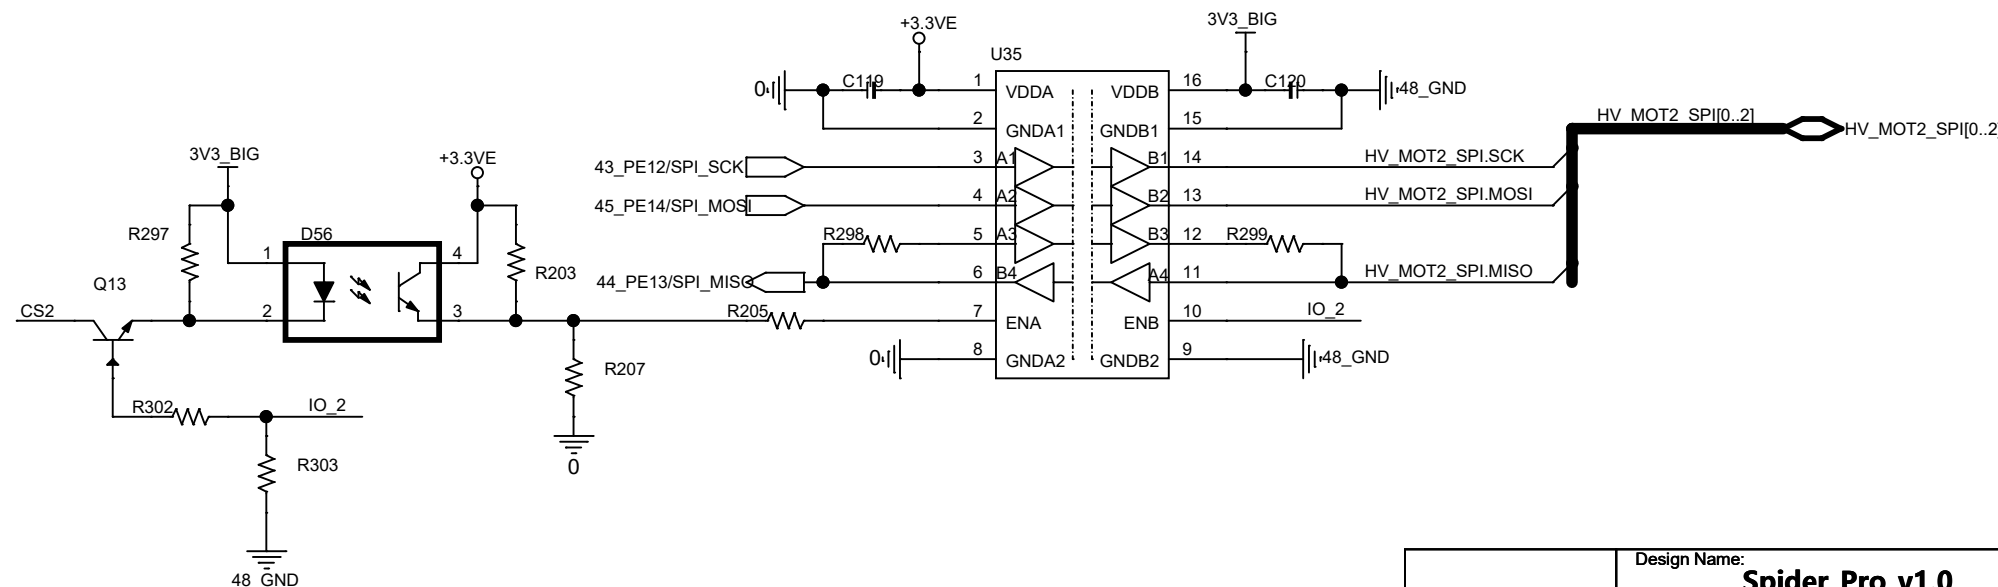 +3.3VE
3V3_BIG
U35
0
C119
1
VDDA
VDDB
16
C120
48_GND
2
GNDA1
GNDB1
15
HV_MOT2_SPI[0..2]
HV_MOT2_SPI[0..2
3V3_BIG
+3.3VE
43_PE12/SPI_SCK
3
A1
B1
14
HV_MOT2_SPI.SCK
45_PE14/SPI_MOSI
4
A2
B2
13
HV_MOT2_SPI.MOSI
R297
D56
R298
5
A3
B3
12
R299
1
4
R203
44_PE13/SPI_MISO
6
B4
A4
11
HV_MOT2_SPI.MISO
Q13
CS2
2
3
R205
7
ENA
ENB
10
IO_2
0
8
GNDA2
GNDB2
9
48_GND
R207
R302
IO_2
0
R303
48_GND
Design Name:
Spider_Pro_v1.0